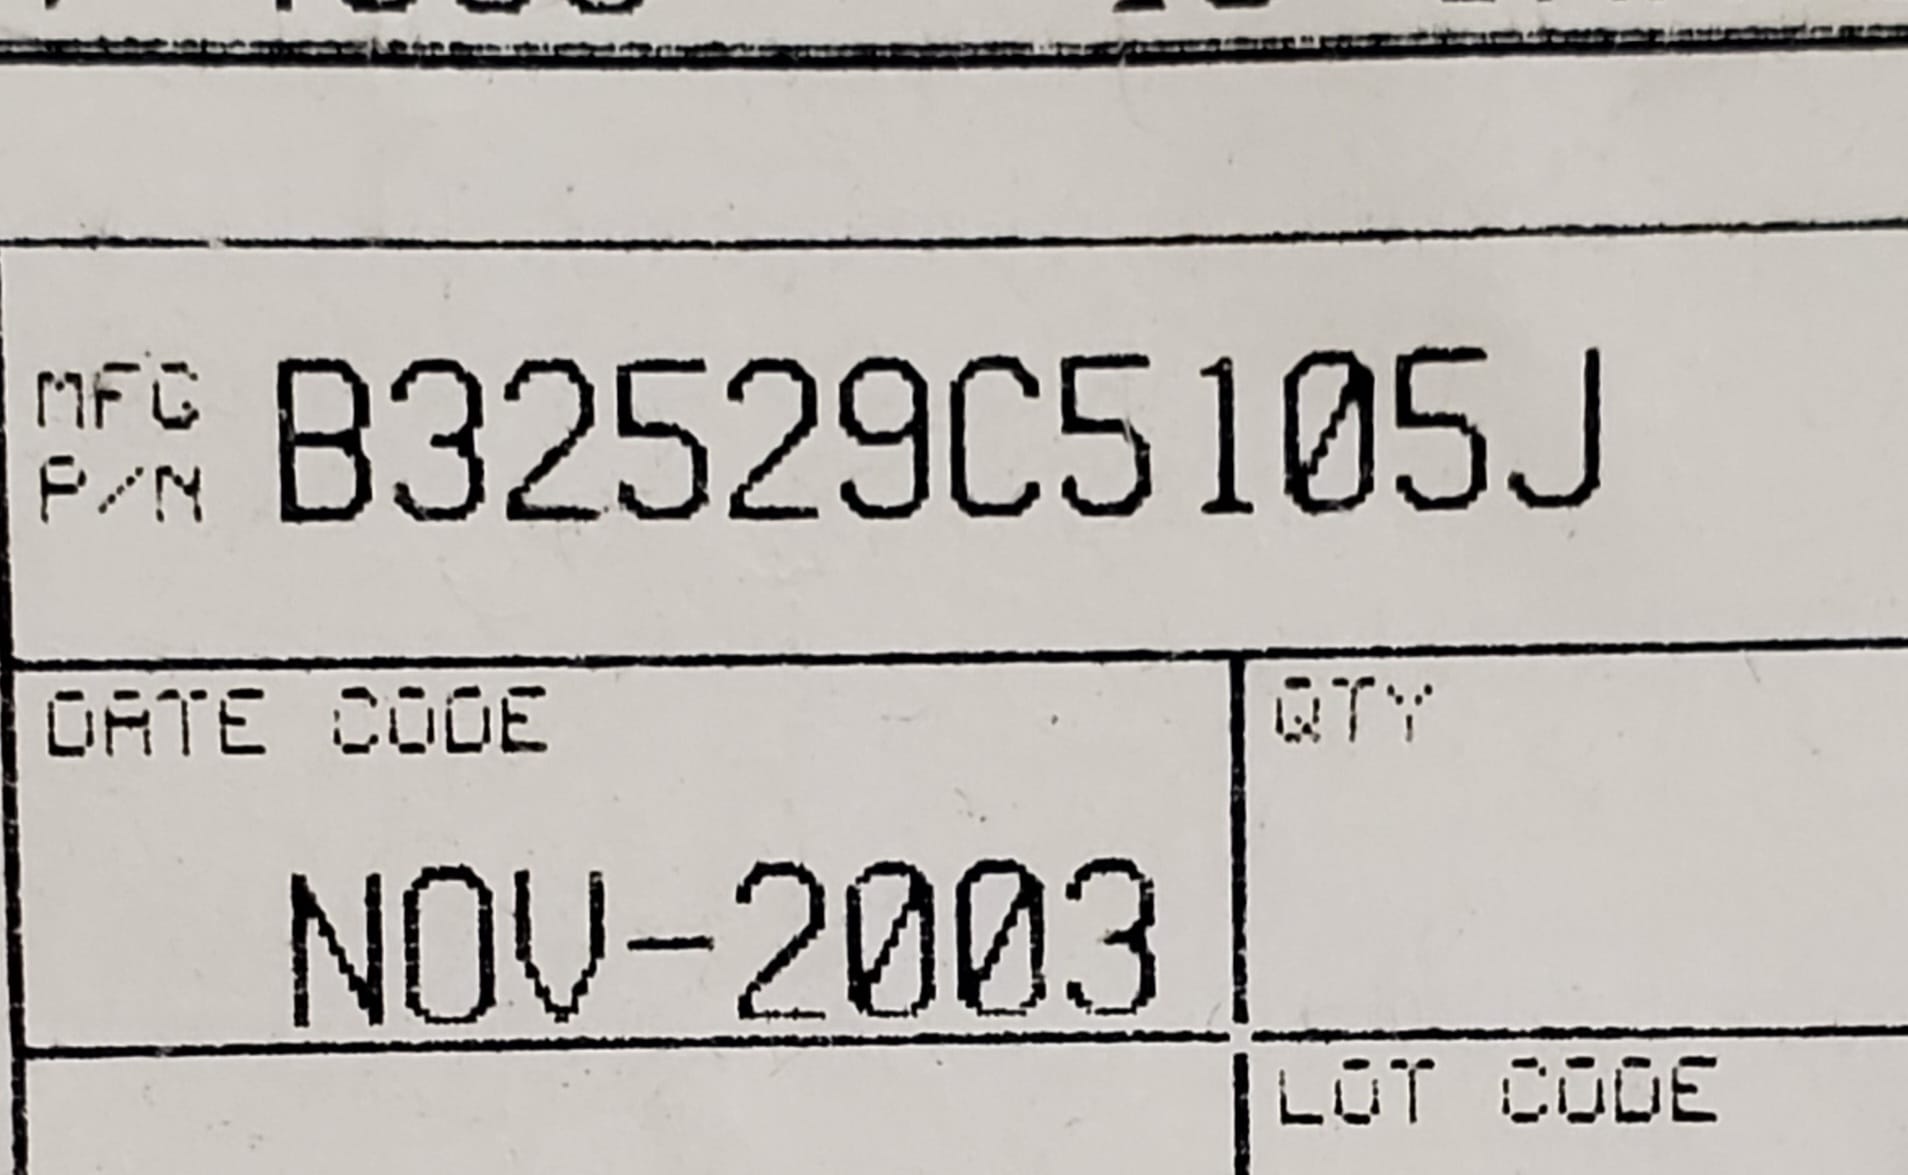 MFG
P/N B32529C5105J
DATE CODE
QTY
NOV-2003
LOT CODE